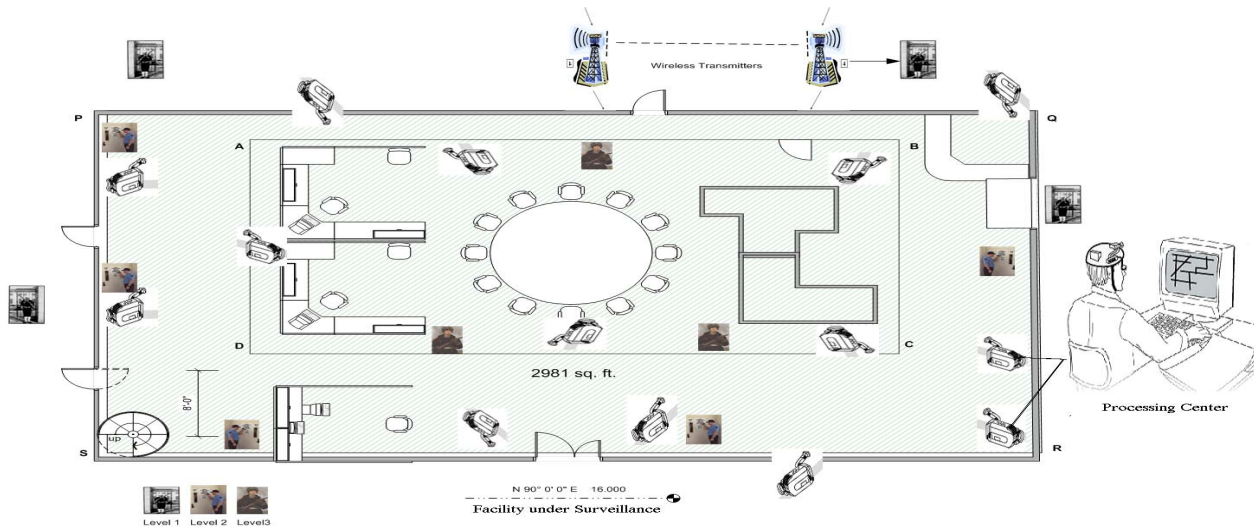 Wireless Transmitters
P
Q
A
B
D
C
2981 sq. ft.
8'-0"
Processing Center
up
S
R
N 90° 0' 0" E 16.000
Facility under Surveillance
Level 1 Level 2 Level3